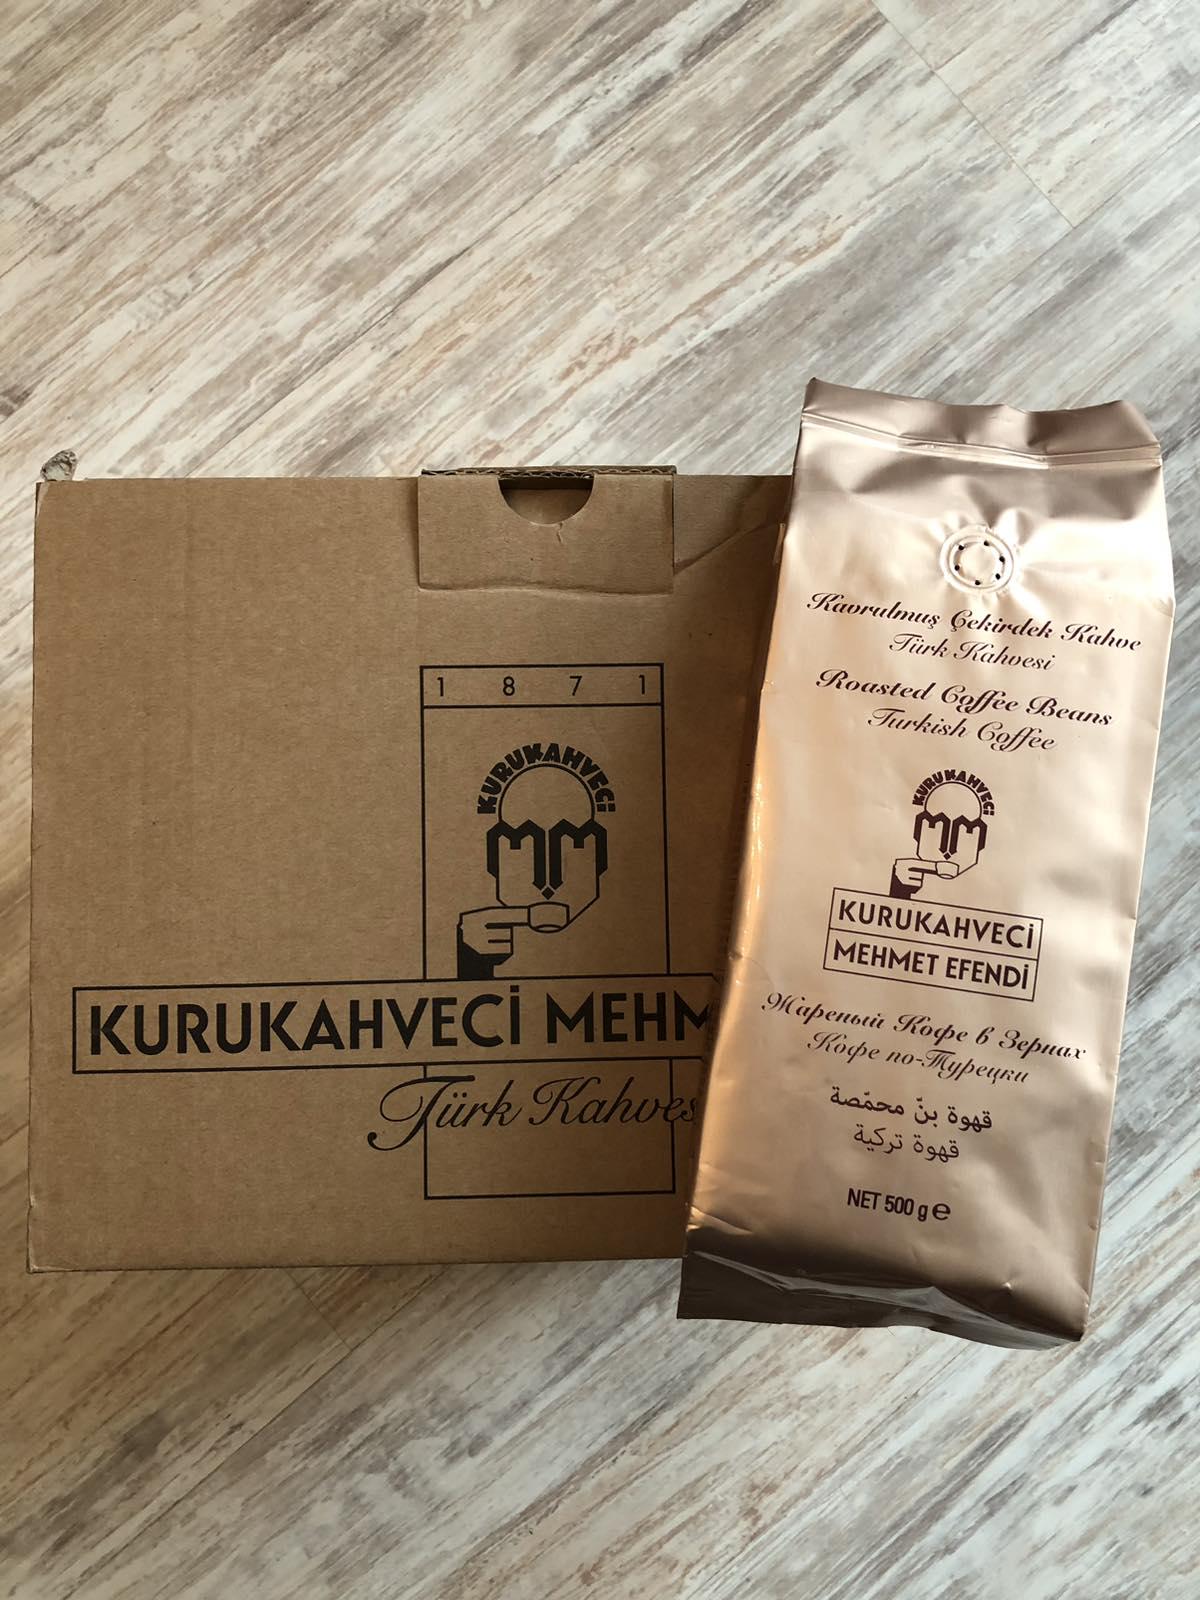 1 8 7 1
KURUKAHVECİ
KURUKAHVECİ MEHM
Türk Kahves
Kavrulmuş Çekirdek Kahve
Türk Kahvesi
Roasted Coffee Beans
Turkish Coffee
KURUKAHVECİ
KURUKAHVECİ
MEHMET EFENDİ
Жареный Кофе в Зернах
Кофе по-Турецки
قهوة بنّ محمّصة
قهوة تركية
NET 500 g ℮